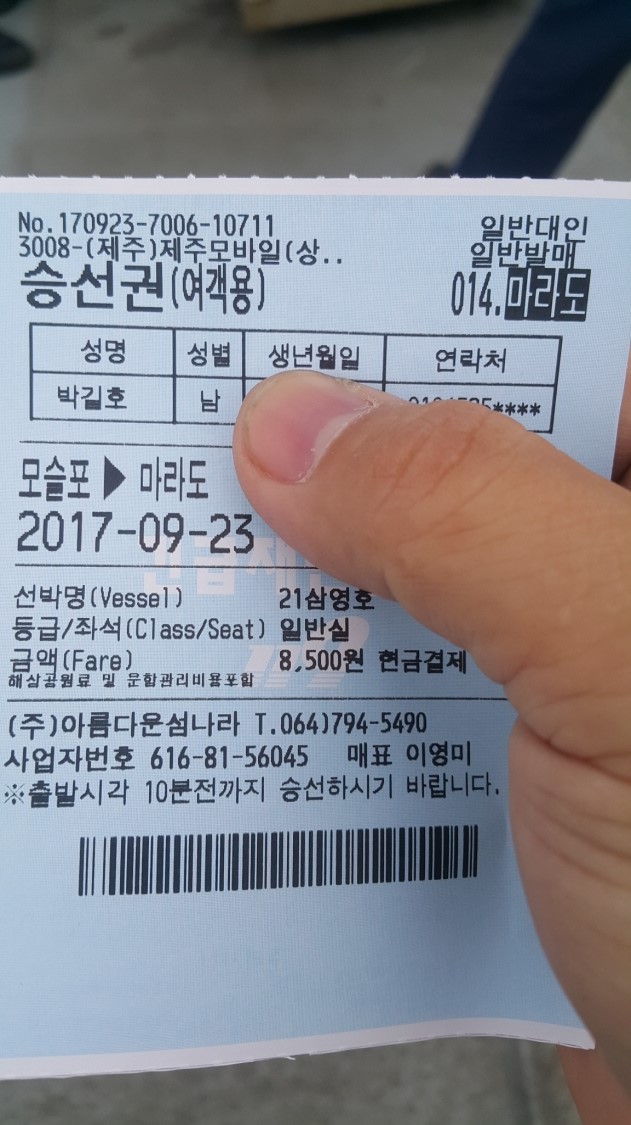 No.170923-7006-10711
일반대인
3008-(제주)제주모바일(상..
일반발매
승선권(여객용)
014.마라도
성명 성별 생년월일 연락처
박길호 남
모슬포 ▶ 마라도
2017-09-23
선박명(Vessel) 21삼영호
등급/좌석(Class/Seat) 일반실
금액(Fare) 8,500원 현금결제
해상공원료 및 문화관리비용포함
(주)아름다운섬나라 T.064)794-5490
사업자번호 616-81-56045 매표 이영미
※출발시각 10분전까지 승선하시기 바랍니다.